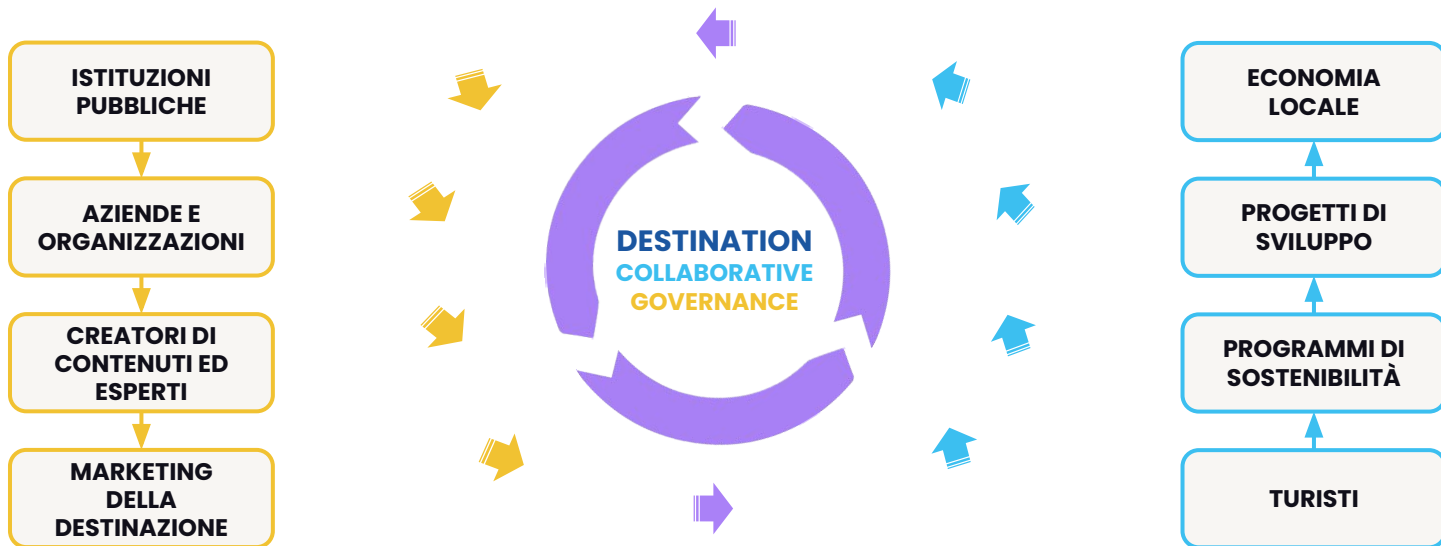 ISTITUZIONI
PUBBLICHE
AZIENDE E
ORGANIZZAZIONI
CREATORI DI
CONTENUTI ED
ESPERTI
MARKETING
DELLA
DESTINAZIONE
DESTINATION
COLLABORATIVE
GOVERNANCE
ECONOMIA
LOCALE
PROGETTI DI
SVILUPPO
PROGRAMMI DI
SOSTENIBILITÀ
TURISTI